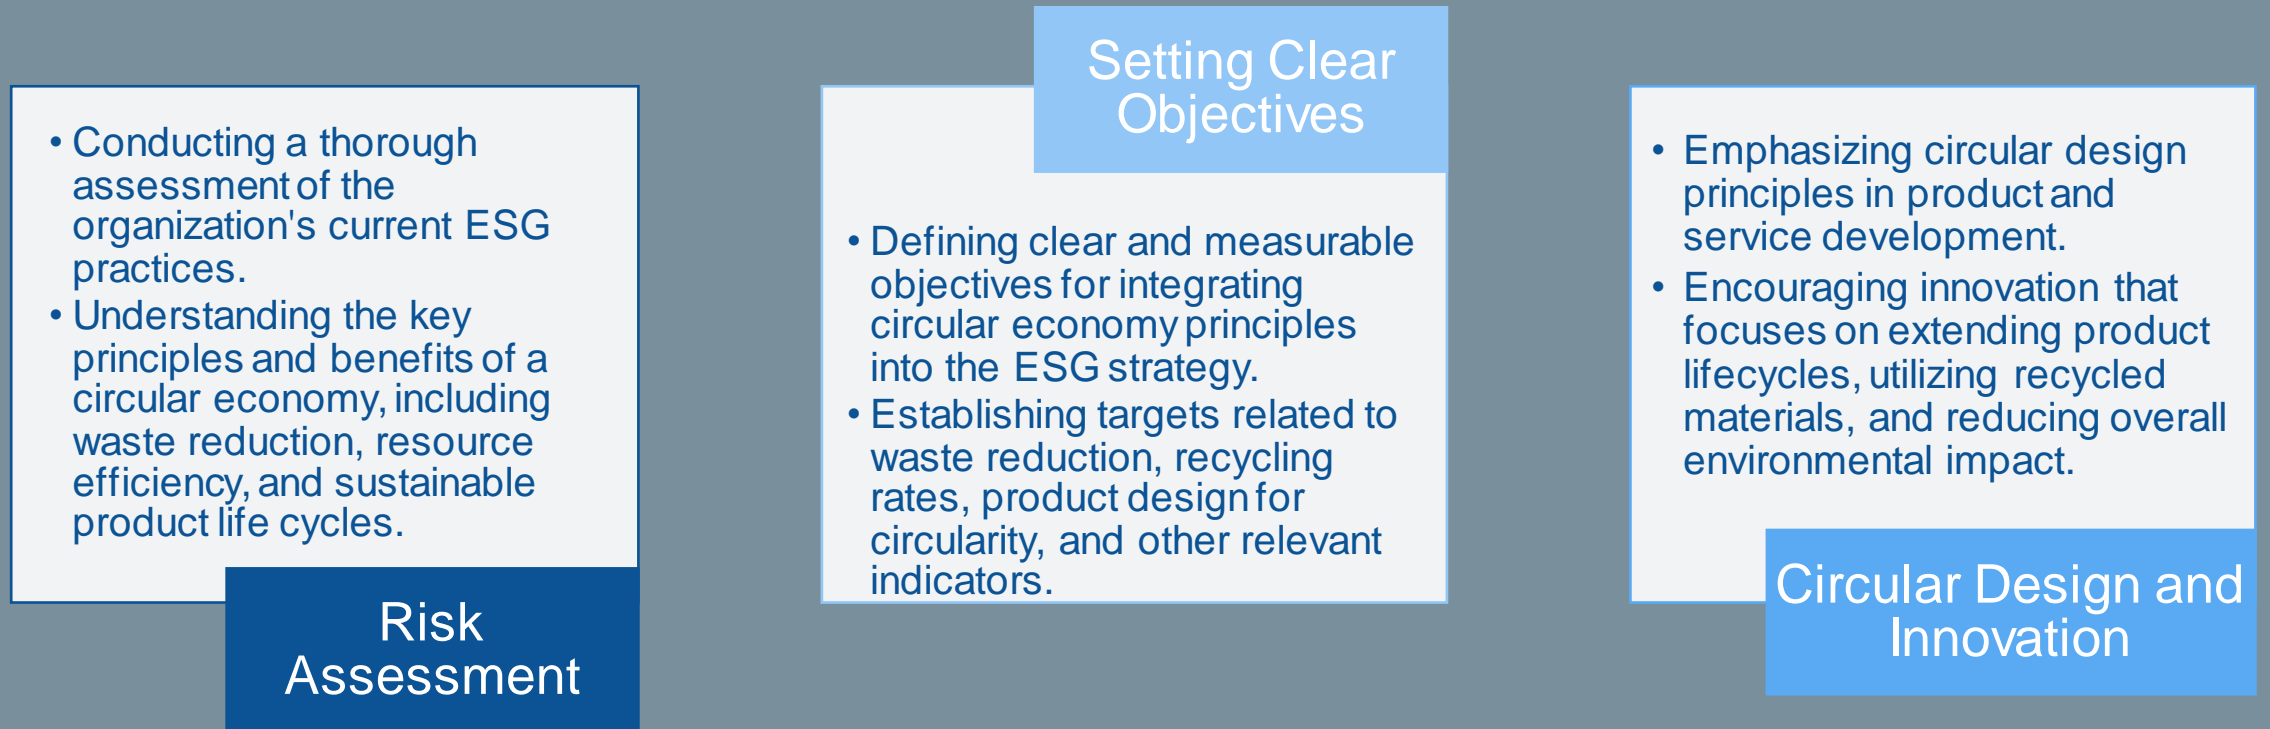 • Conducting a thorough
assessment of the
organization's current ESG
practices.
• Understanding the key
principles and benefits of a
circular economy, including
waste reduction, resource
efficiency, and sustainable
product life cycles.
Risk
Assessment
Setting Clear
Objectives
• Defining clear and measurable
objectives for integrating
circular economy principles
into the ESG strategy.
• Establishing targets related to
waste reduction, recycling
rates, product design for
circularity, and other relevant
indicators.
• Emphasizing circular design
principles in product and
service development.
• Encouraging innovation that
focuses on extending product
lifecycles, utilizing recycled
materials, and reducing overall
environmental impact.
Circular Design and
Innovation